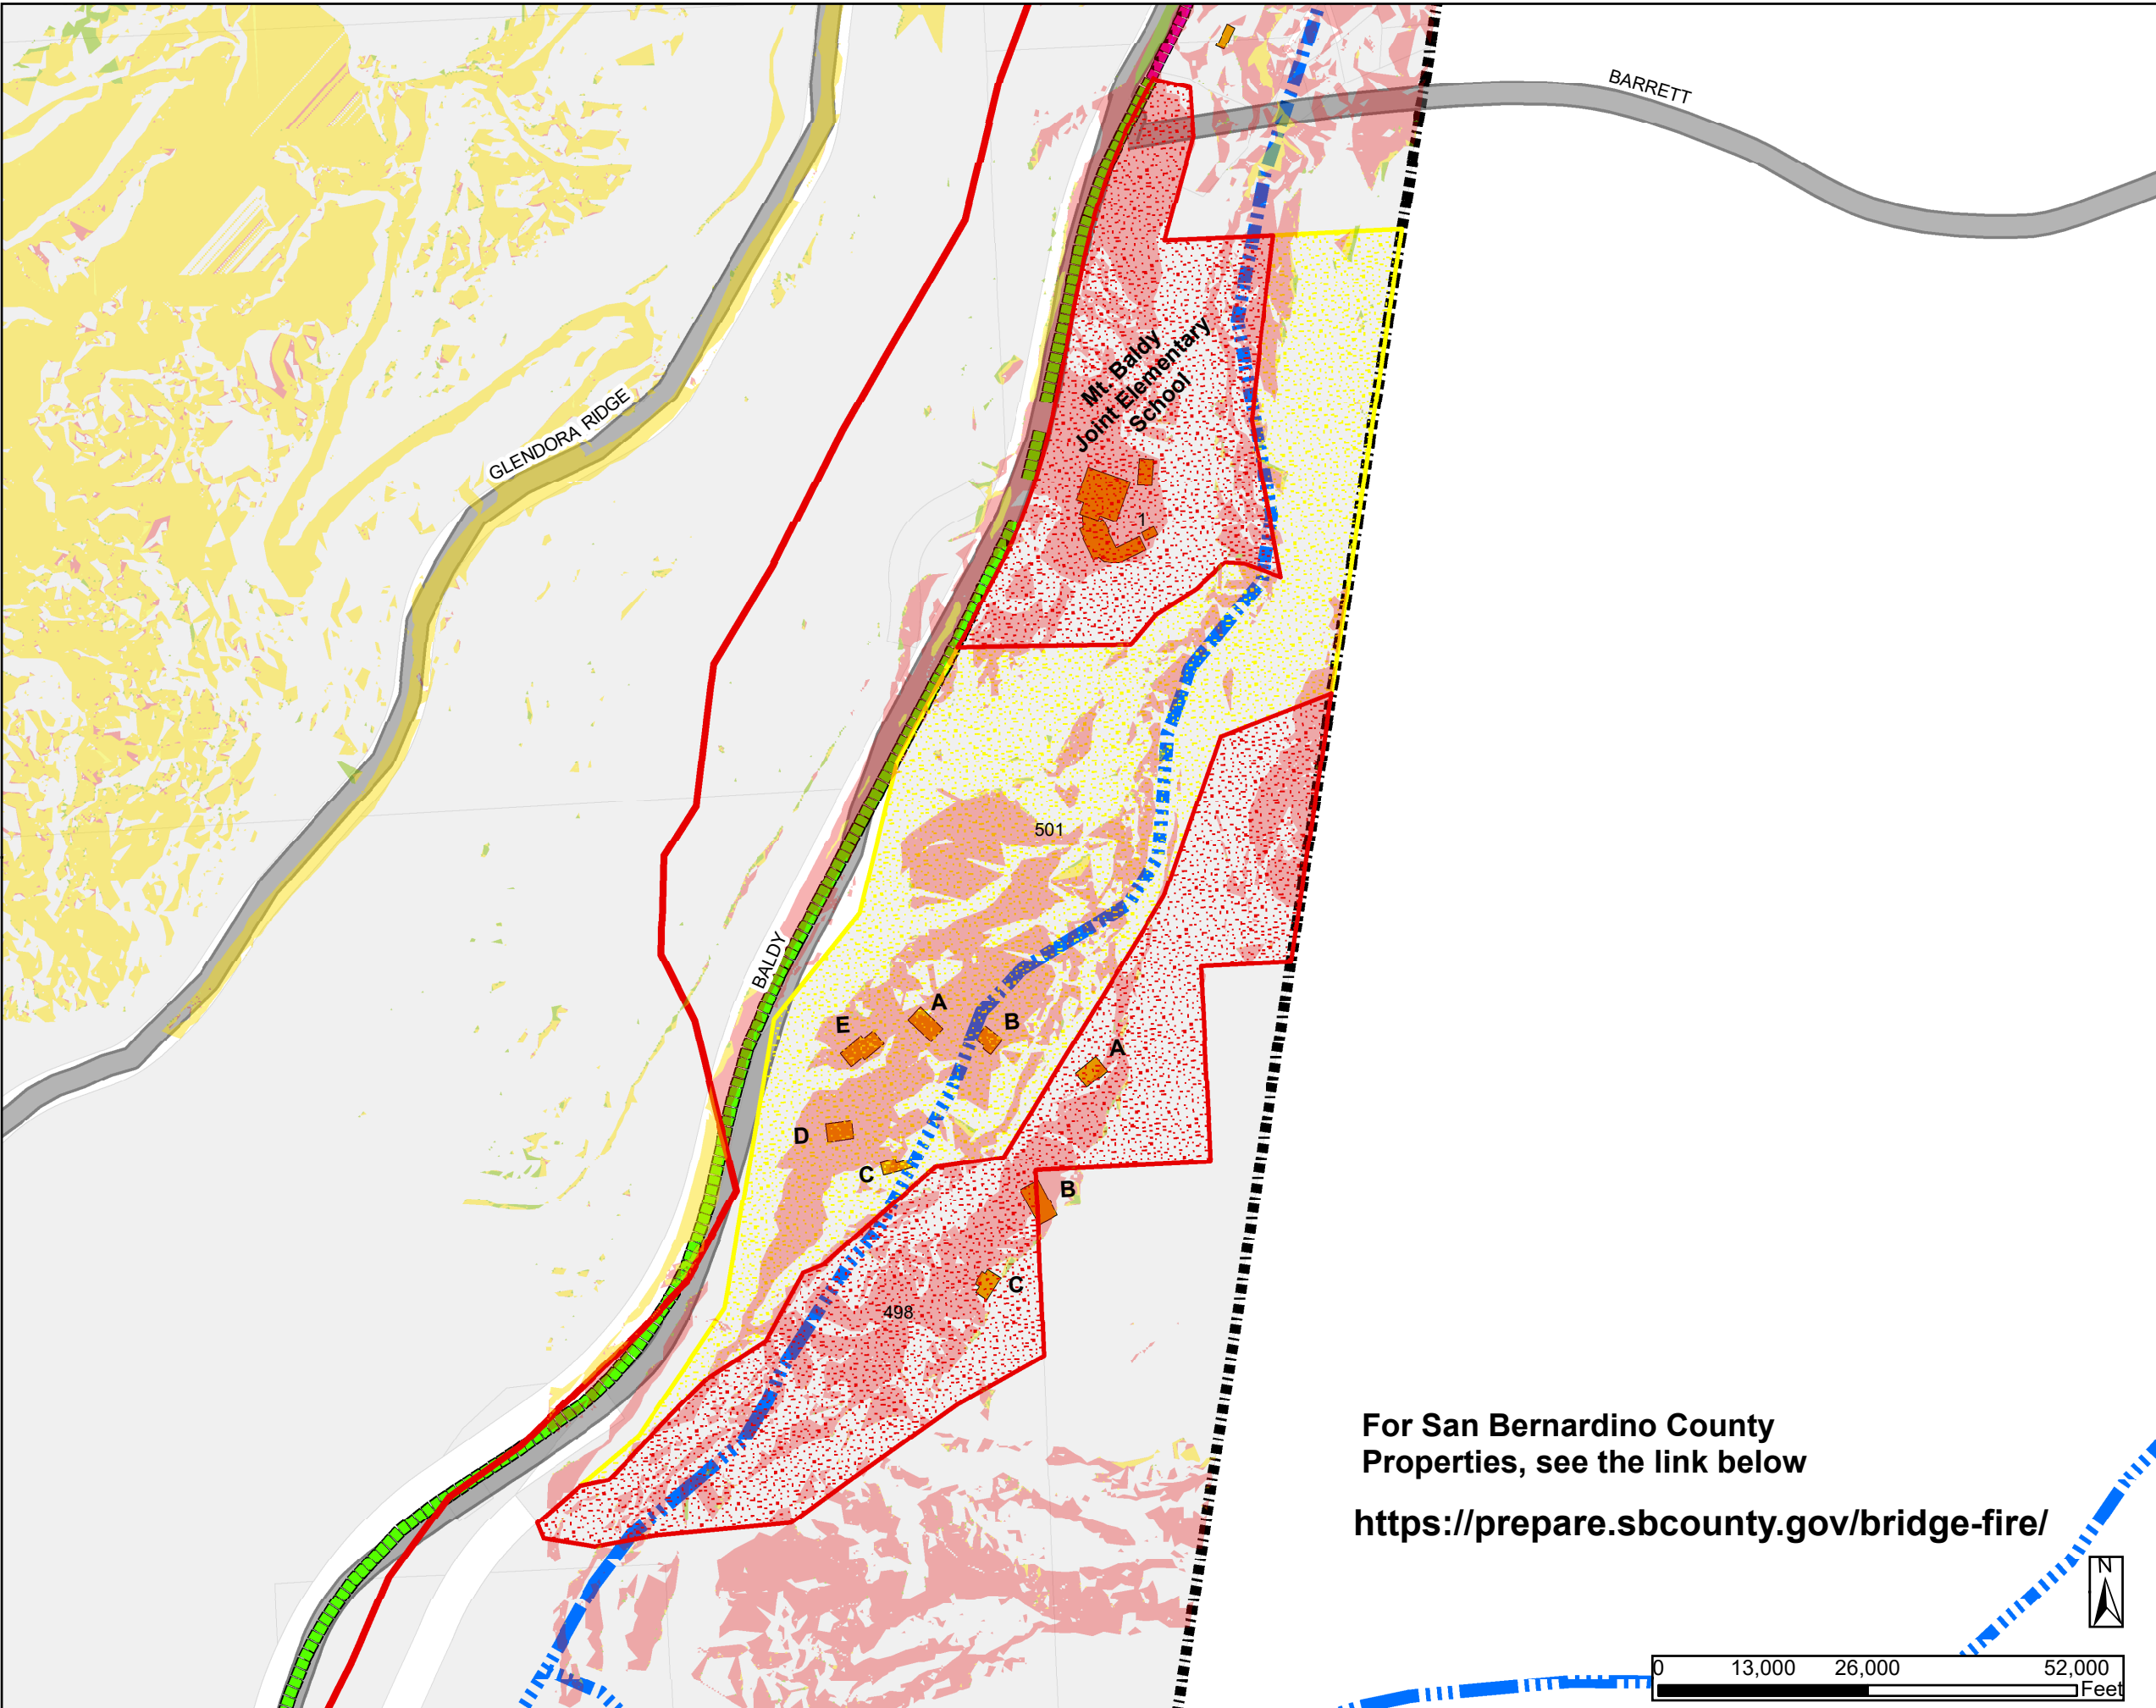 BARRETT
GLENDORA RIDGE
Mt. Baldy
Joint Elementary
School
1
501
BALDY
A
E
B
A
D
C
B
C
498
For San Bernardino County
Properties, see the link below
https://prepare.sbcounty.gov/bridge-fire/
N
0 13,000 26,000 52,000
Feet